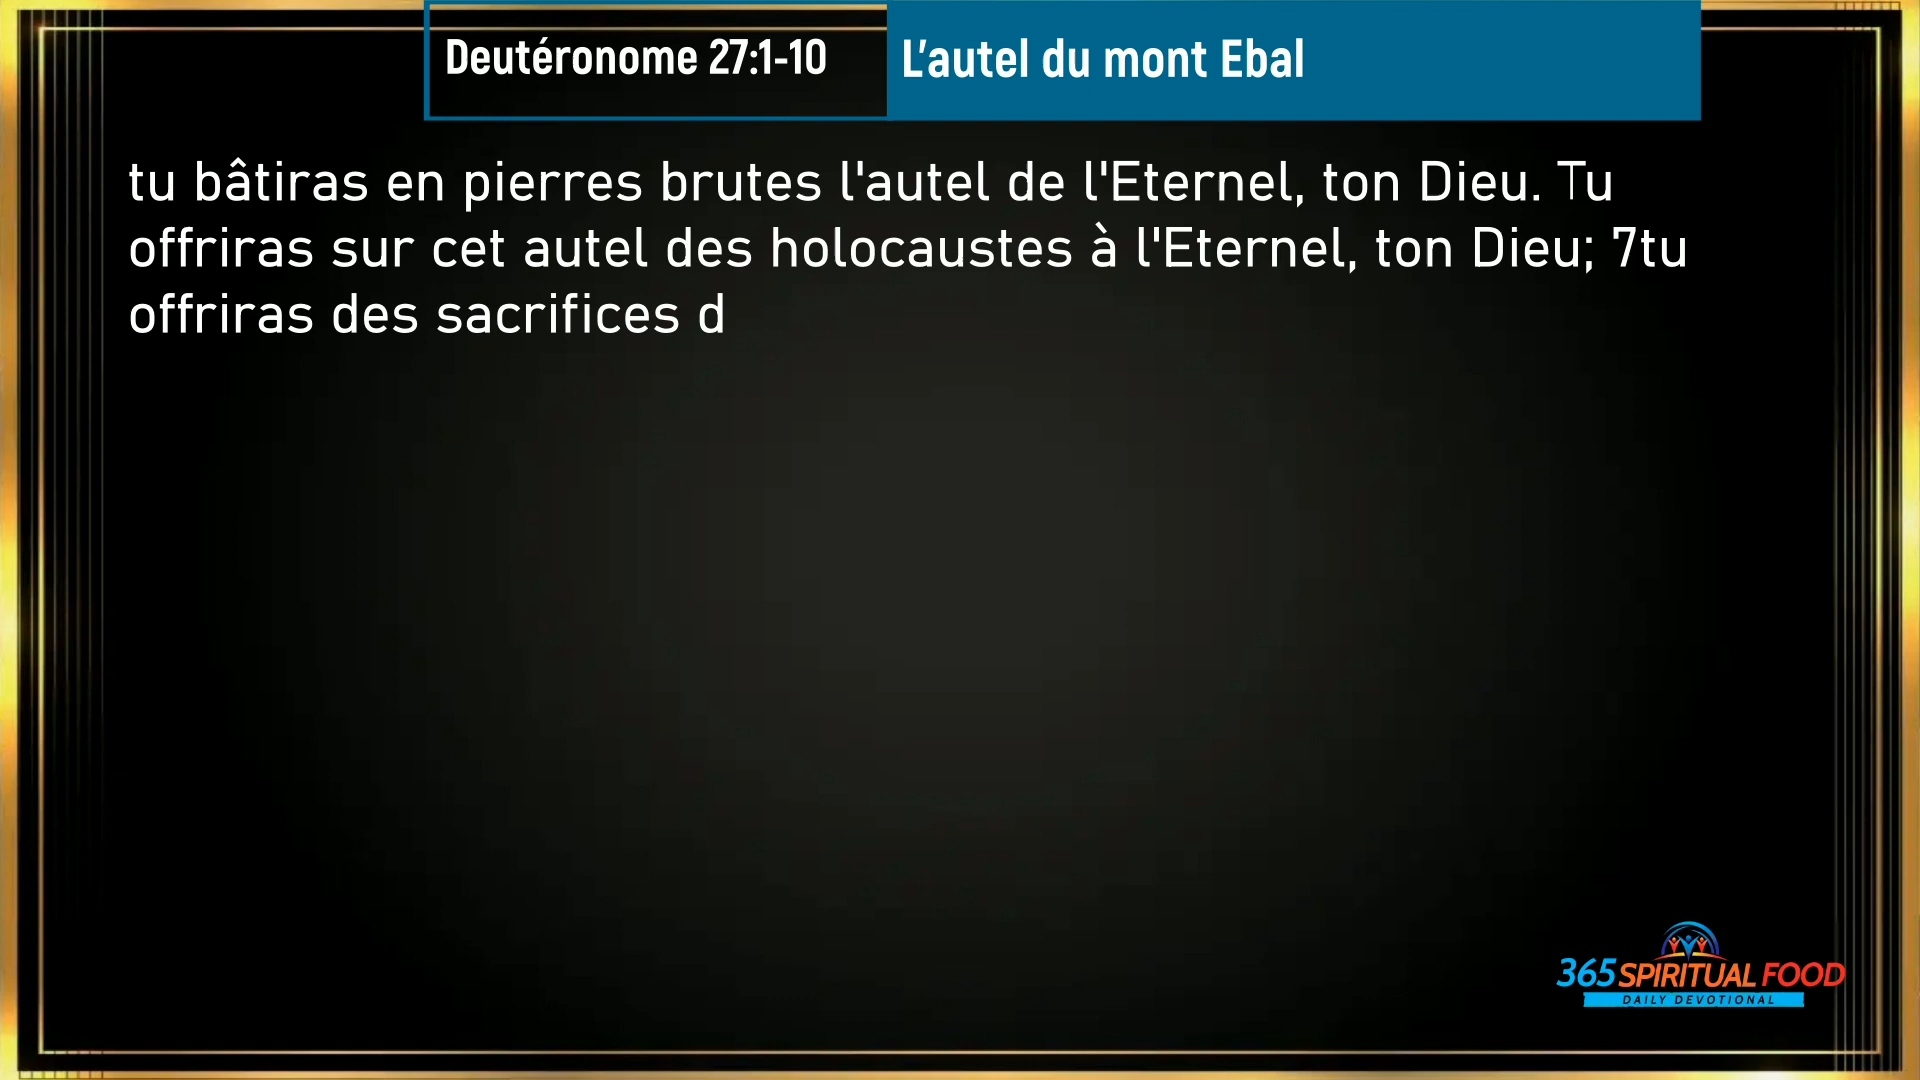 Deutéronome 27:1-10
L'autel du mont Ebal
tu bâtiras en pierres brutes l'autel de l'Eternel, ton Dieu. Tu
offriras sur cet autel des holocaustes à l'Eternel, ton Dieu; 7tu
offriras des sacrifices d
365 SPIRITUAL FOOD
DAILY DEVOTIONAL